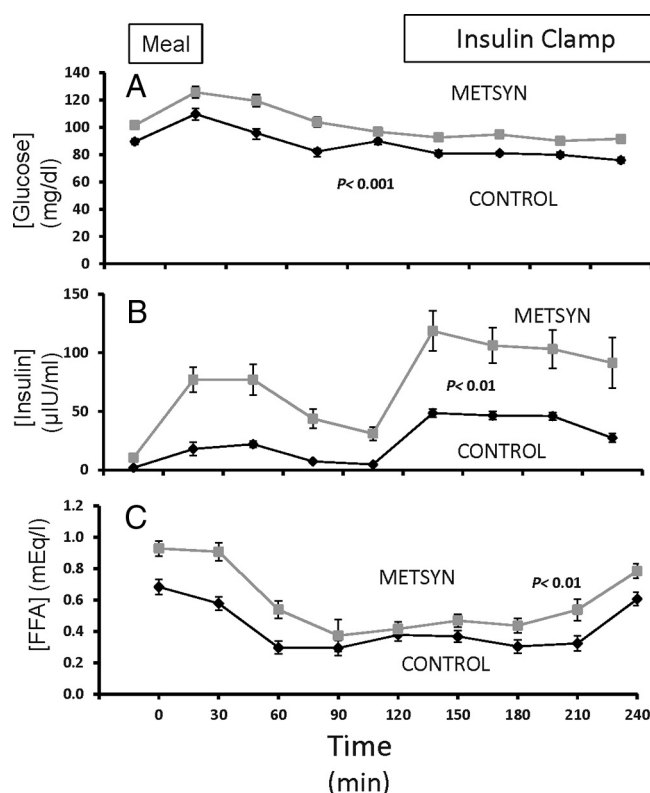 Meal
Insulin Clamp
A
[Glucose]
(mg/dl)
140
120
100
80
60
40
20
0
METSYN
P< 0.001
CONTROL
B
[Insulin]
(µIU/ml)
150
100
50
0
METSYN
P< 0.01
CONTROL
C
[FFA] (mEq/l)
1.2
1.0
0.8
0.6
0.4
0.2
0.0
METSYN
P< 0.01
CONTROL
0 30 60 90 120 150 180 210 240
Time
(min)